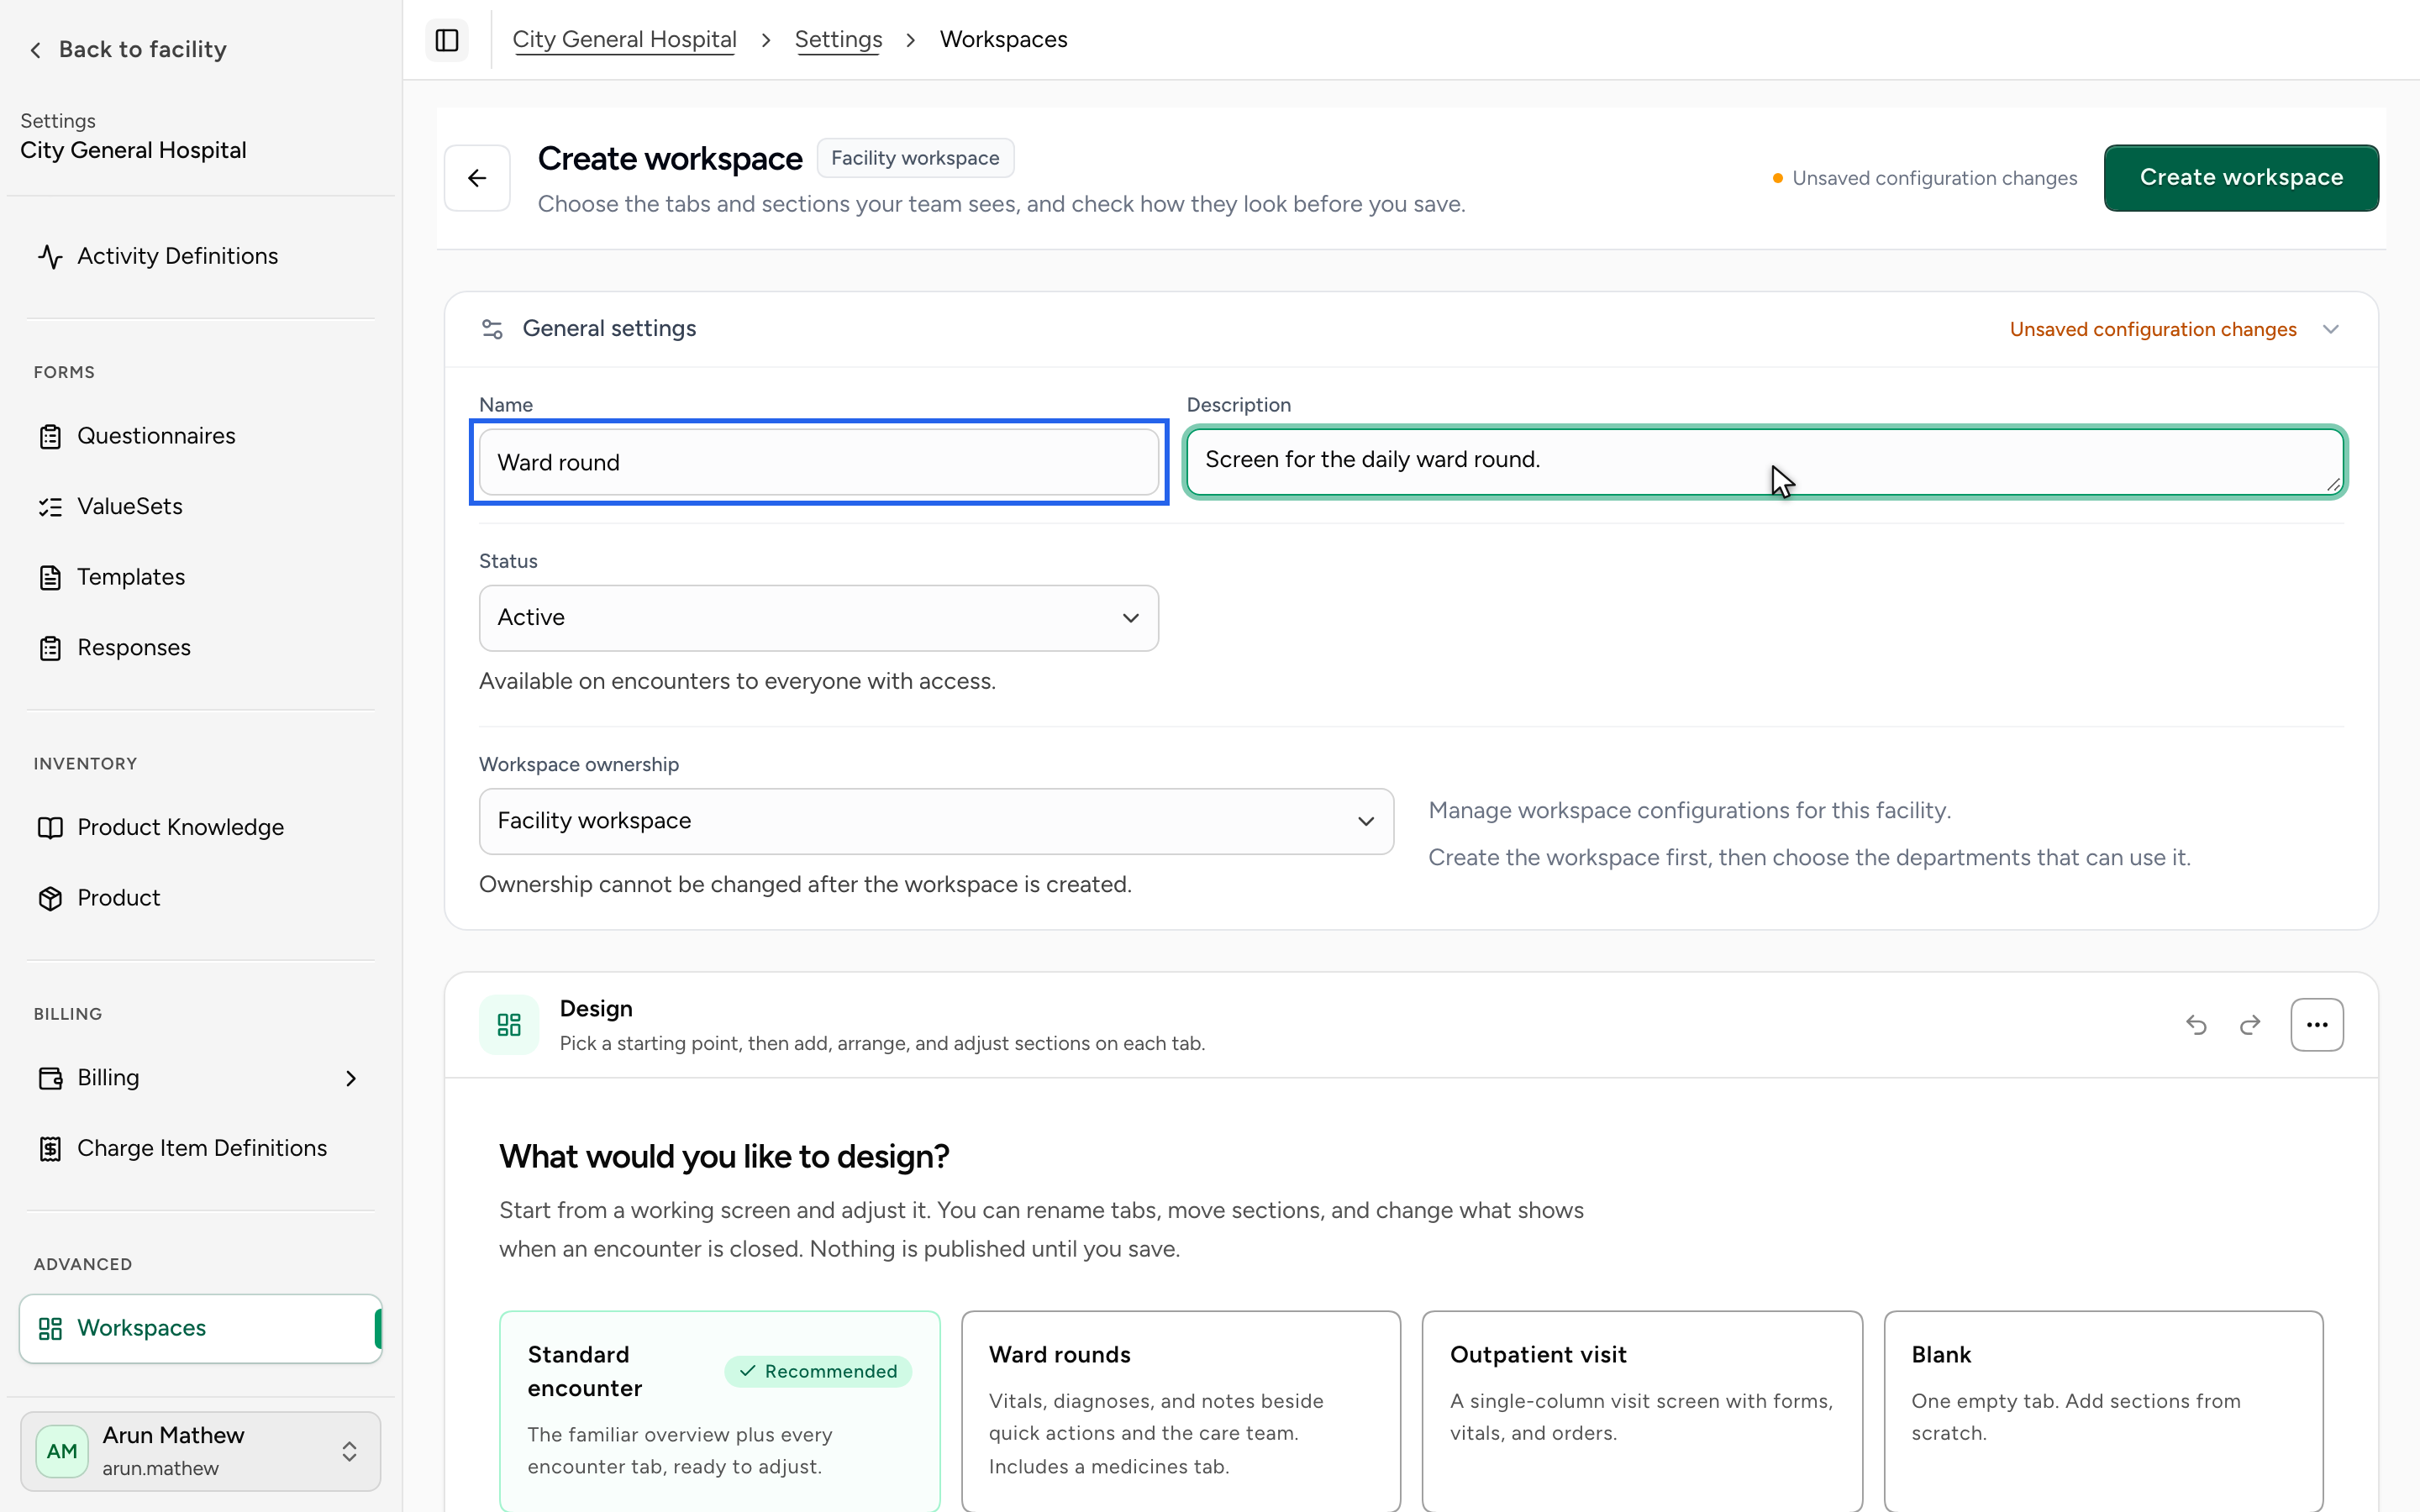 Back to facility
Settings
City General Hospital
Activity Definitions
FORMS
Questionnaires
ValueSets
Templates
Responses
INVENTORY
Product Knowledge
Product
BILLING
Billing
Charge Item Definitions
ADVANCED
Workspaces
AM
Arun Mathew
arun.mathew
City General Hospital > Settings > Workspaces
Create workspace
Facility workspace
Choose the tabs and sections your team sees, and check how they look before you save.
Unsaved configuration changes
Create workspace
General settings
Unsaved configuration changes
Name
Ward round
Description
Screen for the daily ward round.
Status
Active
Available on encounters to everyone with access.
Workspace ownership
Facility workspace
Ownership cannot be changed after the workspace is created.
Manage workspace configurations for this facility.
Create the workspace first, then choose the departments that can use it.
Design
Pick a starting point, then add, arrange, and adjust sections on each tab.
What would you like to design?
Start from a working screen and adjust it. You can rename tabs, move sections, and change what shows
when an encounter is closed. Nothing is published until you save.
Standard
encounter
Recommended
The familiar overview plus every
encounter tab, ready to adjust.
Ward rounds
Vitals, diagnoses, and notes beside
quick actions and the care team.
Includes a medicines tab.
Outpatient visit
A single-column visit screen with forms,
vitals, and orders.
Blank
One empty tab. Add sections from
scratch.